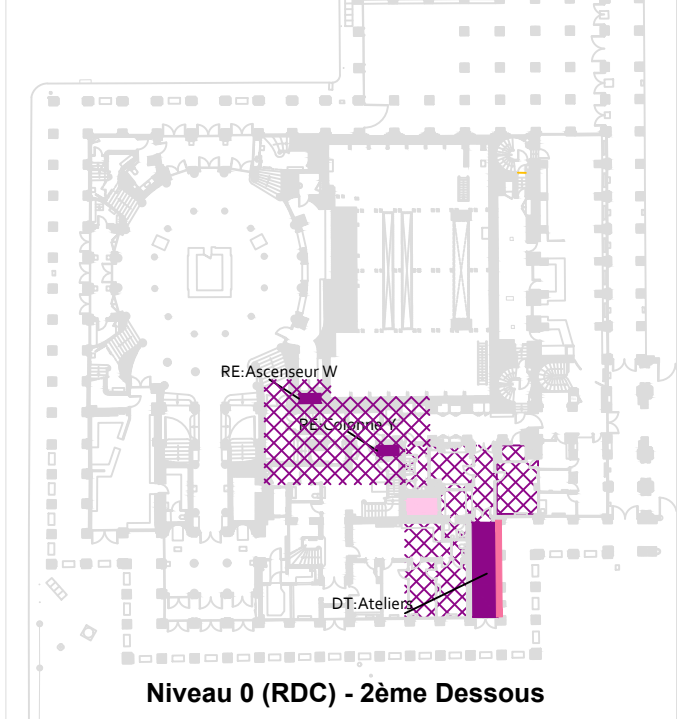 RE:Ascenseur W
RE:Colonne Y
DT:Ateliers
Niveau 0 (RDC) - 2ème Dessous